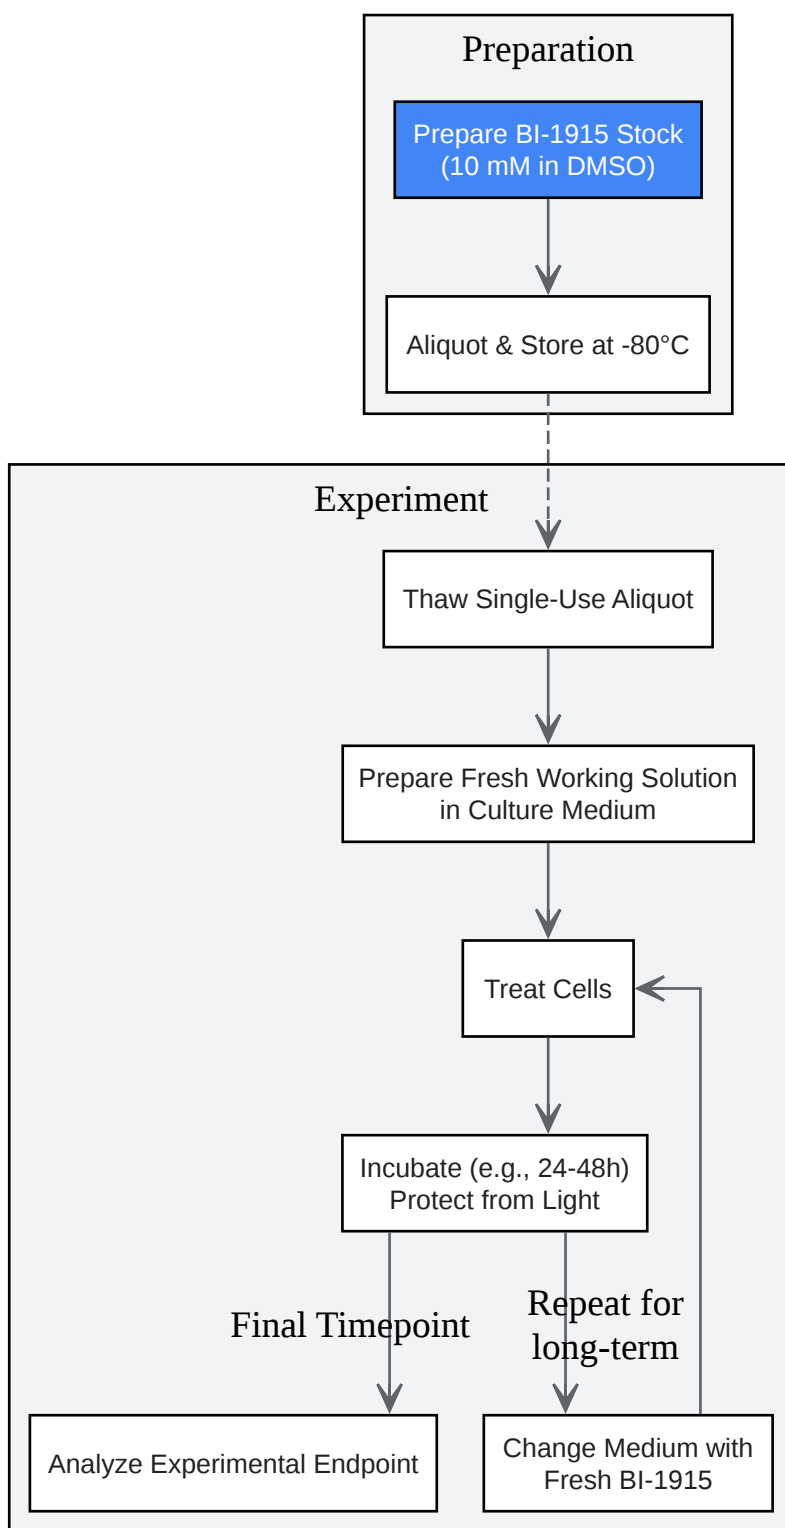 Preparation
Prepare BI-1915 Stock
(10 mM in DMSO)
Aliquot & Store at -80°C
Experiment
Thaw Single-Use Aliquot
Prepare Fresh Working Solution
in Culture Medium
Treat Cells
Incubate (e.g., 24-48h)
Protect from Light
Final Timepoint
Repeat for
long-term
Analyze Experimental Endpoint
Change Medium with
Fresh BI-1915